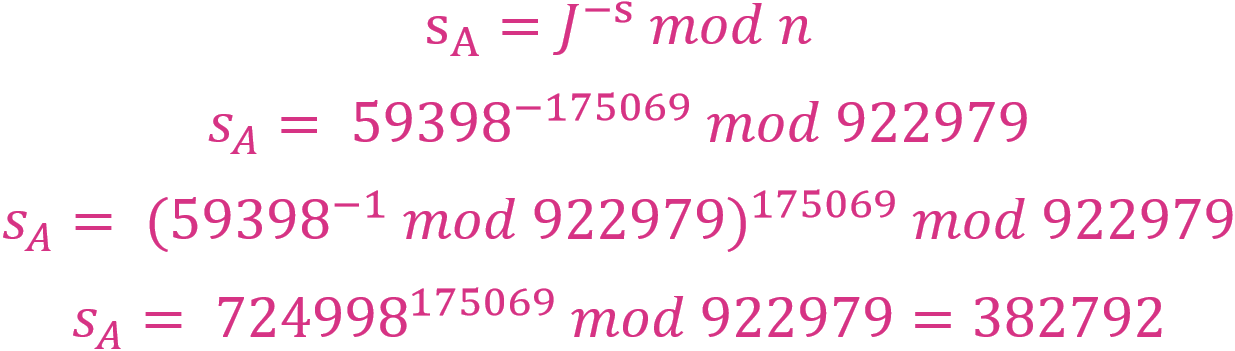 s_A = J^{-s} mod n
s_A = 59398^{-175069} mod 922979
s_A = (59398^{-1} mod 922979)^{175069} mod 922979
s_A = 724998^{175069} mod 922979 = 382792